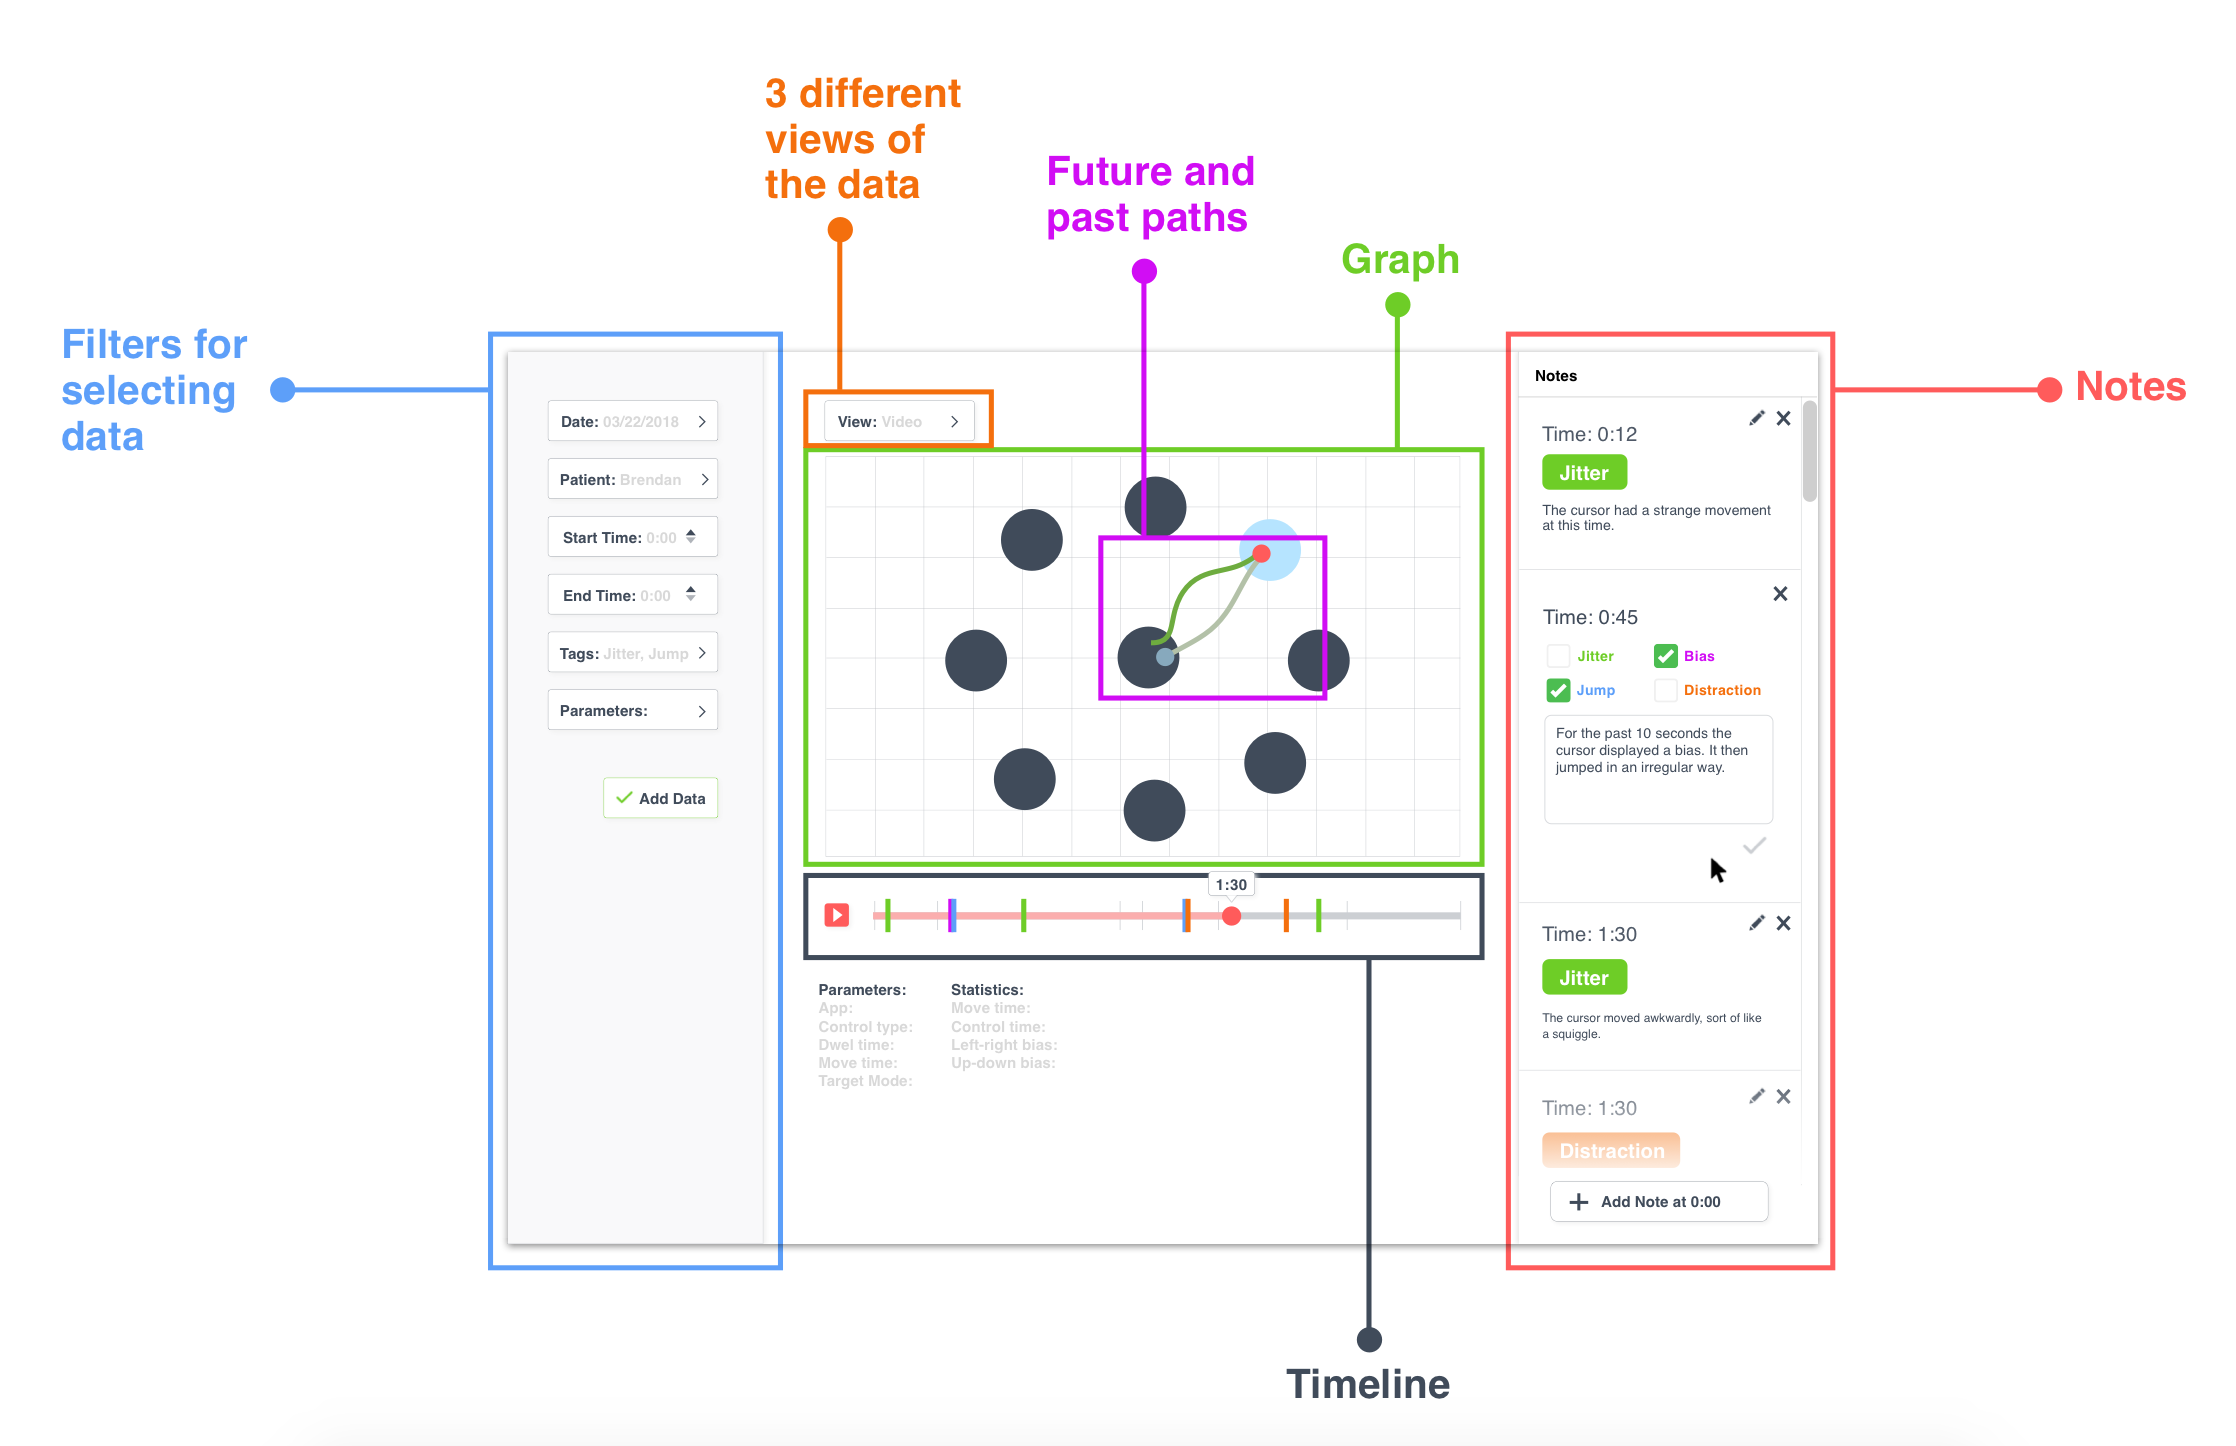 3 different
views of
the data
Future and
past paths
Graph
Filters for
selecting
data
Notes
Date: 03/22/2018
Patient: Brendan
Start Time: 0:00
End Time: 0:00
Tags: Jitter, Jump
Parameters:
Add Data
View: Video
1:30
Parameters:
App:
Control type:
Dwel time:
Move time:
Target Mode:
Statistics:
Move time:
Control time:
Left-right bias:
Up-down bias:
Notes
Time: 0:12
Jitter
The cursor had a strange movement
at this time.
Time: 0:45
Jitter
Bias
Jump
Distraction
For the past 10 seconds the
cursor displayed a bias. It then
jumped in an irregular way.
Time: 1:30
Jitter
The cursor moved awkwardly, sort of like
a squiggle.
Time: 1:30
Distraction
Add Note at 0:00
Timeline